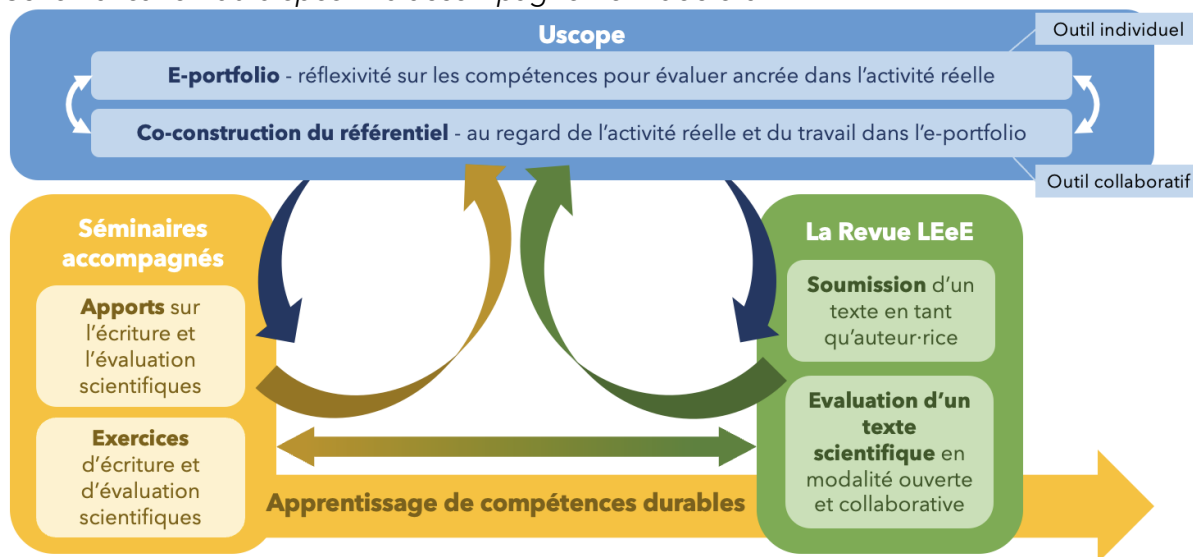 Uscope
Outil individuel
E-portfolio - réflexivité sur les compétences pour évaluer ancrée dans l'activité réelle
Co-construction du référentiel - au regard de l'activité réelle et du travail dans l'e-portfolio
Outil collaboratif
Séminaires
accompagnés
Apports sur
l'écriture et
l'évaluation
scientifiques
Exercices
d'écriture et
d'évaluation
scientifiques
La Revue LEeE
Soumission d'un
texte en tant
qu'auteur·rice
Evaluation d'un
texte
scientifique en
modalité ouverte
et collaborative
Apprentissage de compétences durables